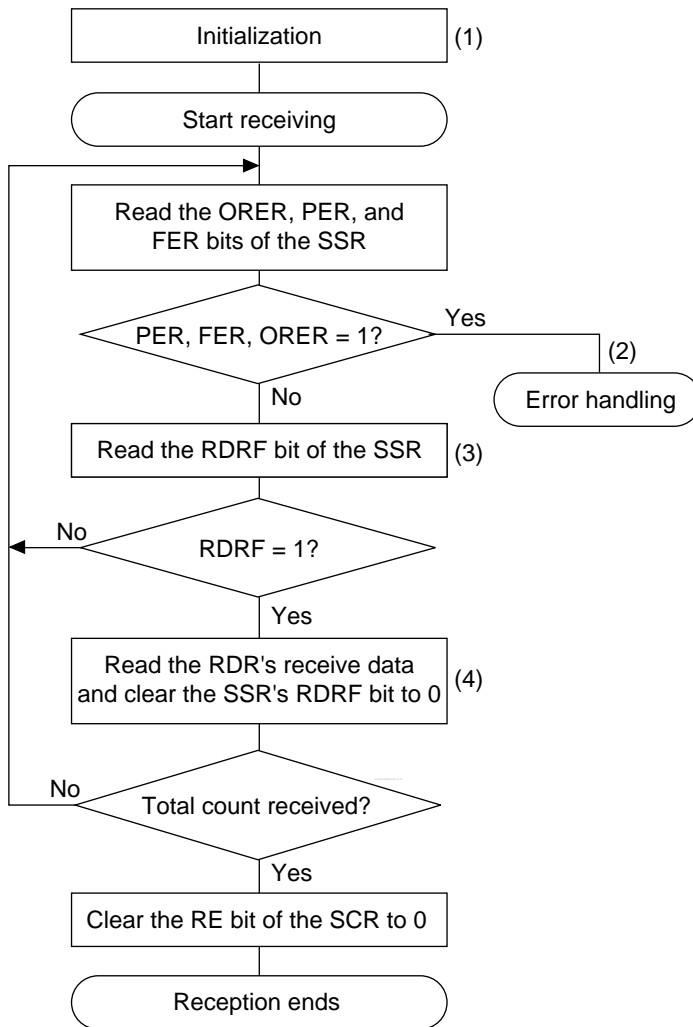 Initialization
(1)
Start receiving
Read the ORER, PER, and
FER bits of the SSR
PER, FER, ORER = 1?
Yes
(2)
Error handling
No
Read the RDRF bit of the SSR
(3)
RDRF = 1?
No
Yes
Read the RDR's receive data
and clear the SSR's RDRF bit to 0
(4)
Total count received?
No
Yes
Clear the RE bit of the SCR to 0
Reception ends